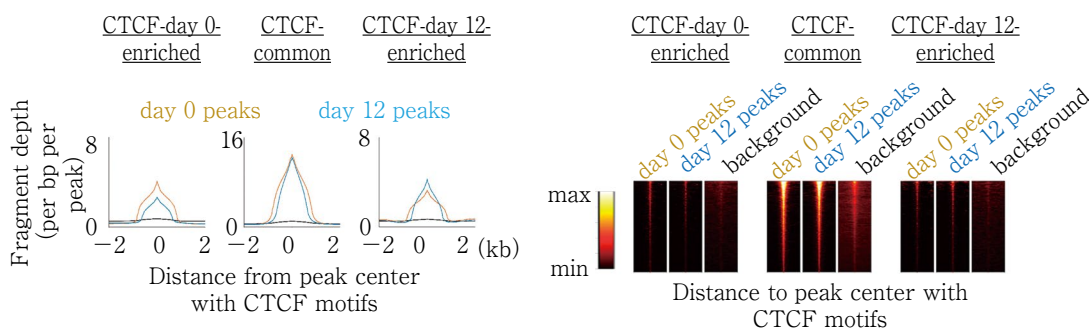 CTCF-day 0-
enriched
CTCF-
common
CTCF-day 12-
enriched
day 0 peaks
day 12 peaks
Fragment depth
(per bp per
peak)
8
0
16
0
8
0
−2 0 2
−2 0 2
−2 0 2 (kb)
Distance from peak center
with CTCF motifs
CTCF-day 0-
enriched
CTCF-
common
CTCF-day 12-
enriched
day 0 peaks
day 12 peaks
background
day 0 peaks
day 12 peaks
background
day 0 peaks
day 12 peaks
background
max
min
Distance to peak center with
CTCF motifs